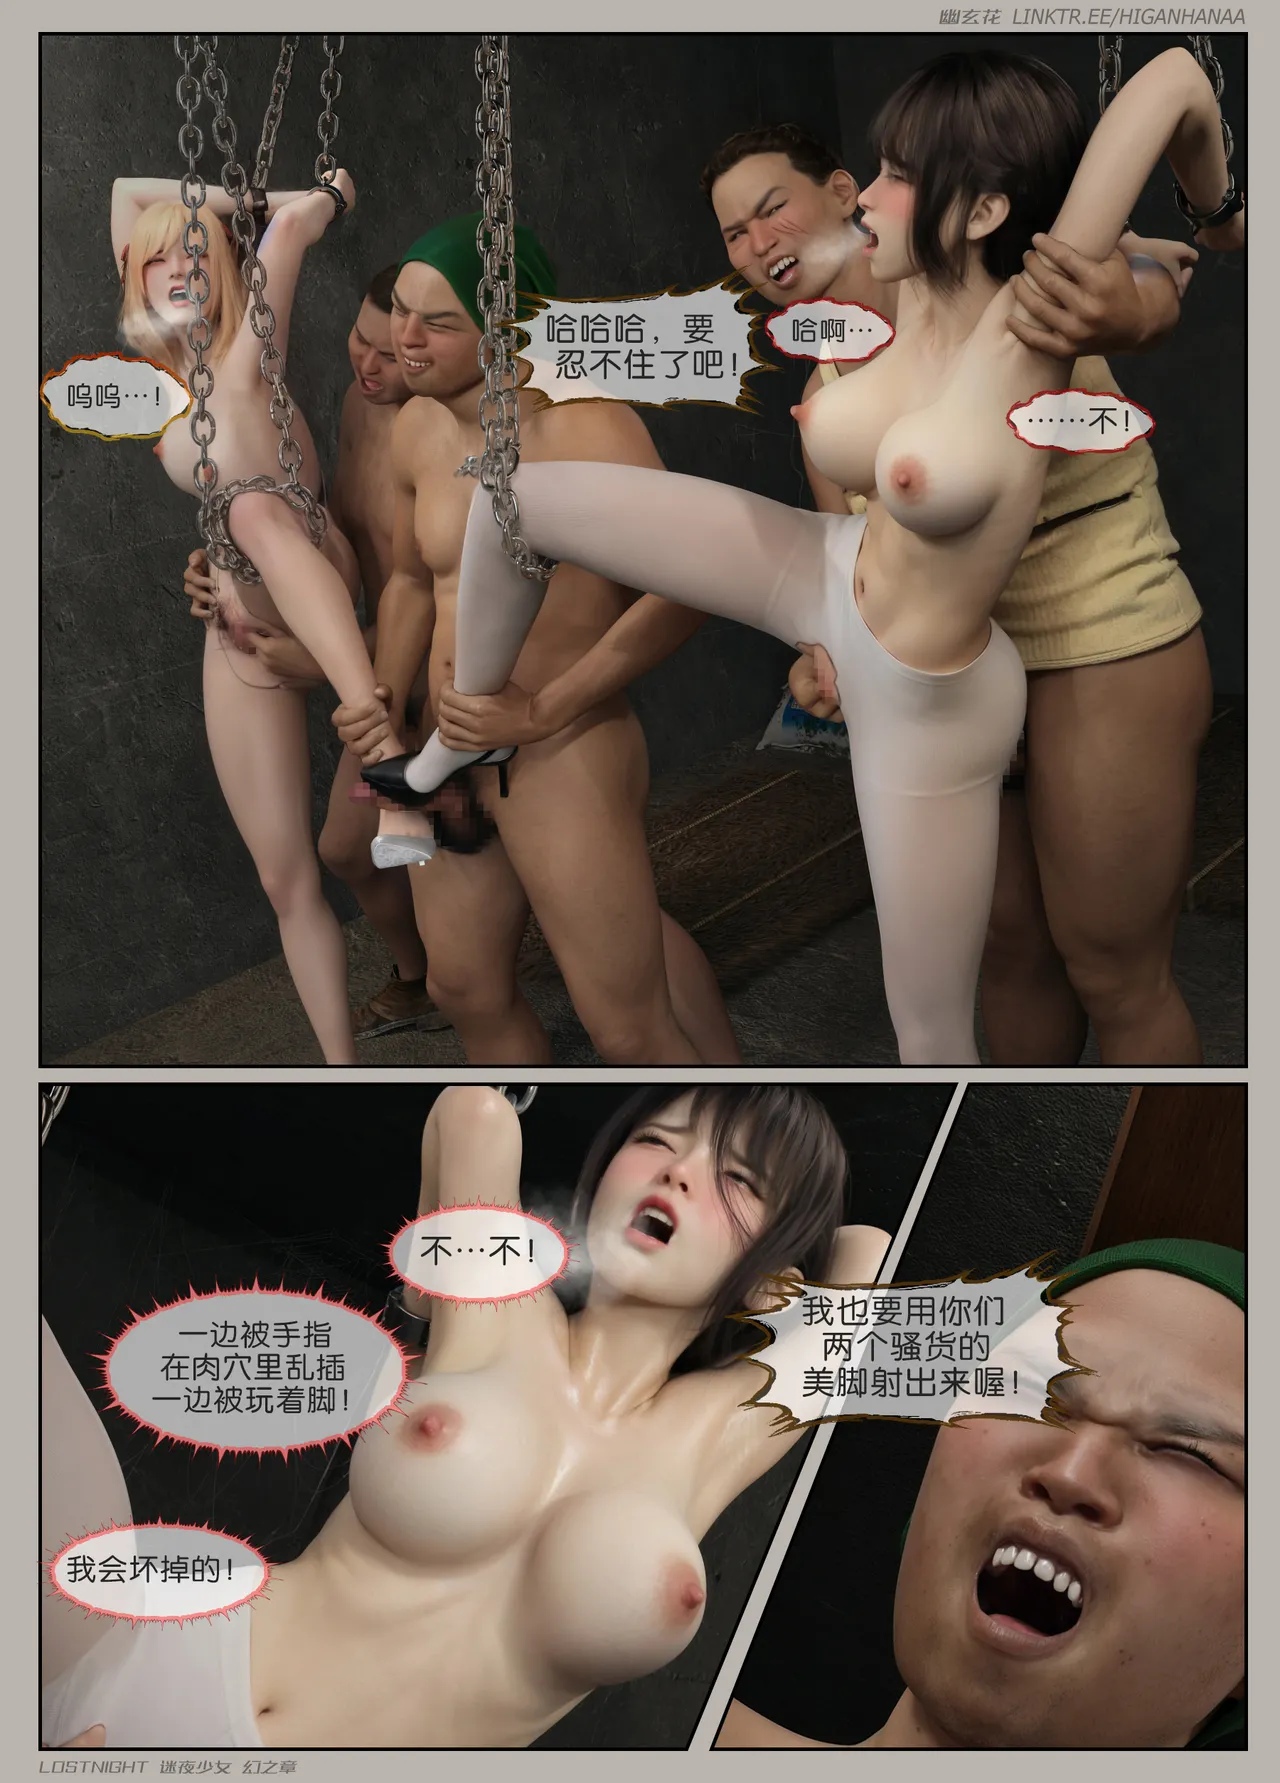 幽玄花 LINKTR.EE/HIGANHANAA
呜呜…!
哈哈哈，要
忍不住了吧!
哈啊…
……不!
不…不!
一边被手指
在肉穴里乱插
一边被玩着脚!
我会坏掉的!
我也要用你们
两个骚货的
美脚射出来喔!
LOSTNIGHT 迷夜少女 幻之章